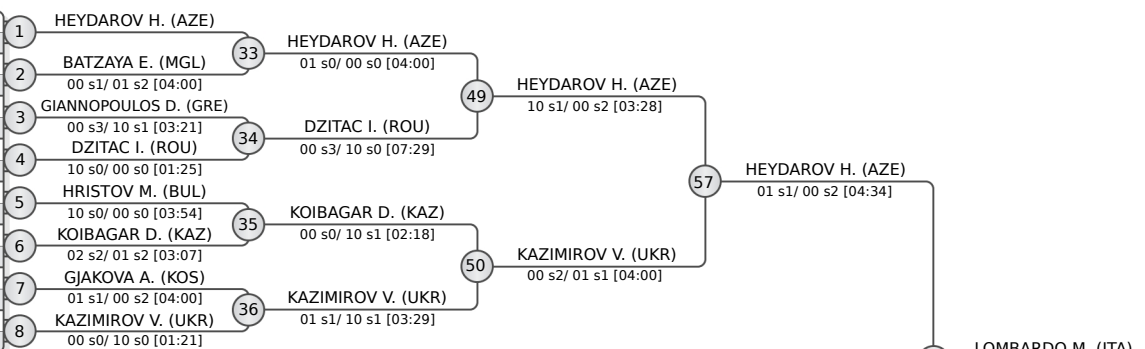 HEYDAROV H. (AZE)
1
HEYDAROV H. (AZE)
33
BATZAYA E. (MGL)
01 s0/ 00 s0 [04:00]
2
00 s1/ 01 s2 [04:00]
HEYDAROV H. (AZE)
49
GIANNOPOULOS D. (GRE)
10 s1/ 00 s2 [03:28]
3
00 s3/ 10 s1 [03:21]
DZITAC I. (ROU)
34
DZITAC I. (ROU)
00 s3/ 10 s0 [07:29]
4
10 s0/ 00 s0 [01:25]
HEYDAROV H. (AZE)
57
HRISTOV M. (BUL)
01 s1/ 00 s2 [04:34]
5
10 s0/ 00 s0 [03:54]
KOIBAGAR D. (KAZ)
35
KOIBAGAR D. (KAZ)
00 s0/ 10 s1 [02:18]
6
02 s2/ 01 s2 [03:07]
KAZIMIROV V. (UKR)
50
GJAKOVA A. (KOS)
00 s2/ 01 s1 [04:00]
7
01 s1/ 00 s2 [04:00]
KAZIMIROV V. (UKR)
36
KAZIMIROV V. (UKR)
01 s1/ 10 s1 [03:29]
8
00 s0/ 10 s0 [01:21]
LOMBARDO M. (ITA)